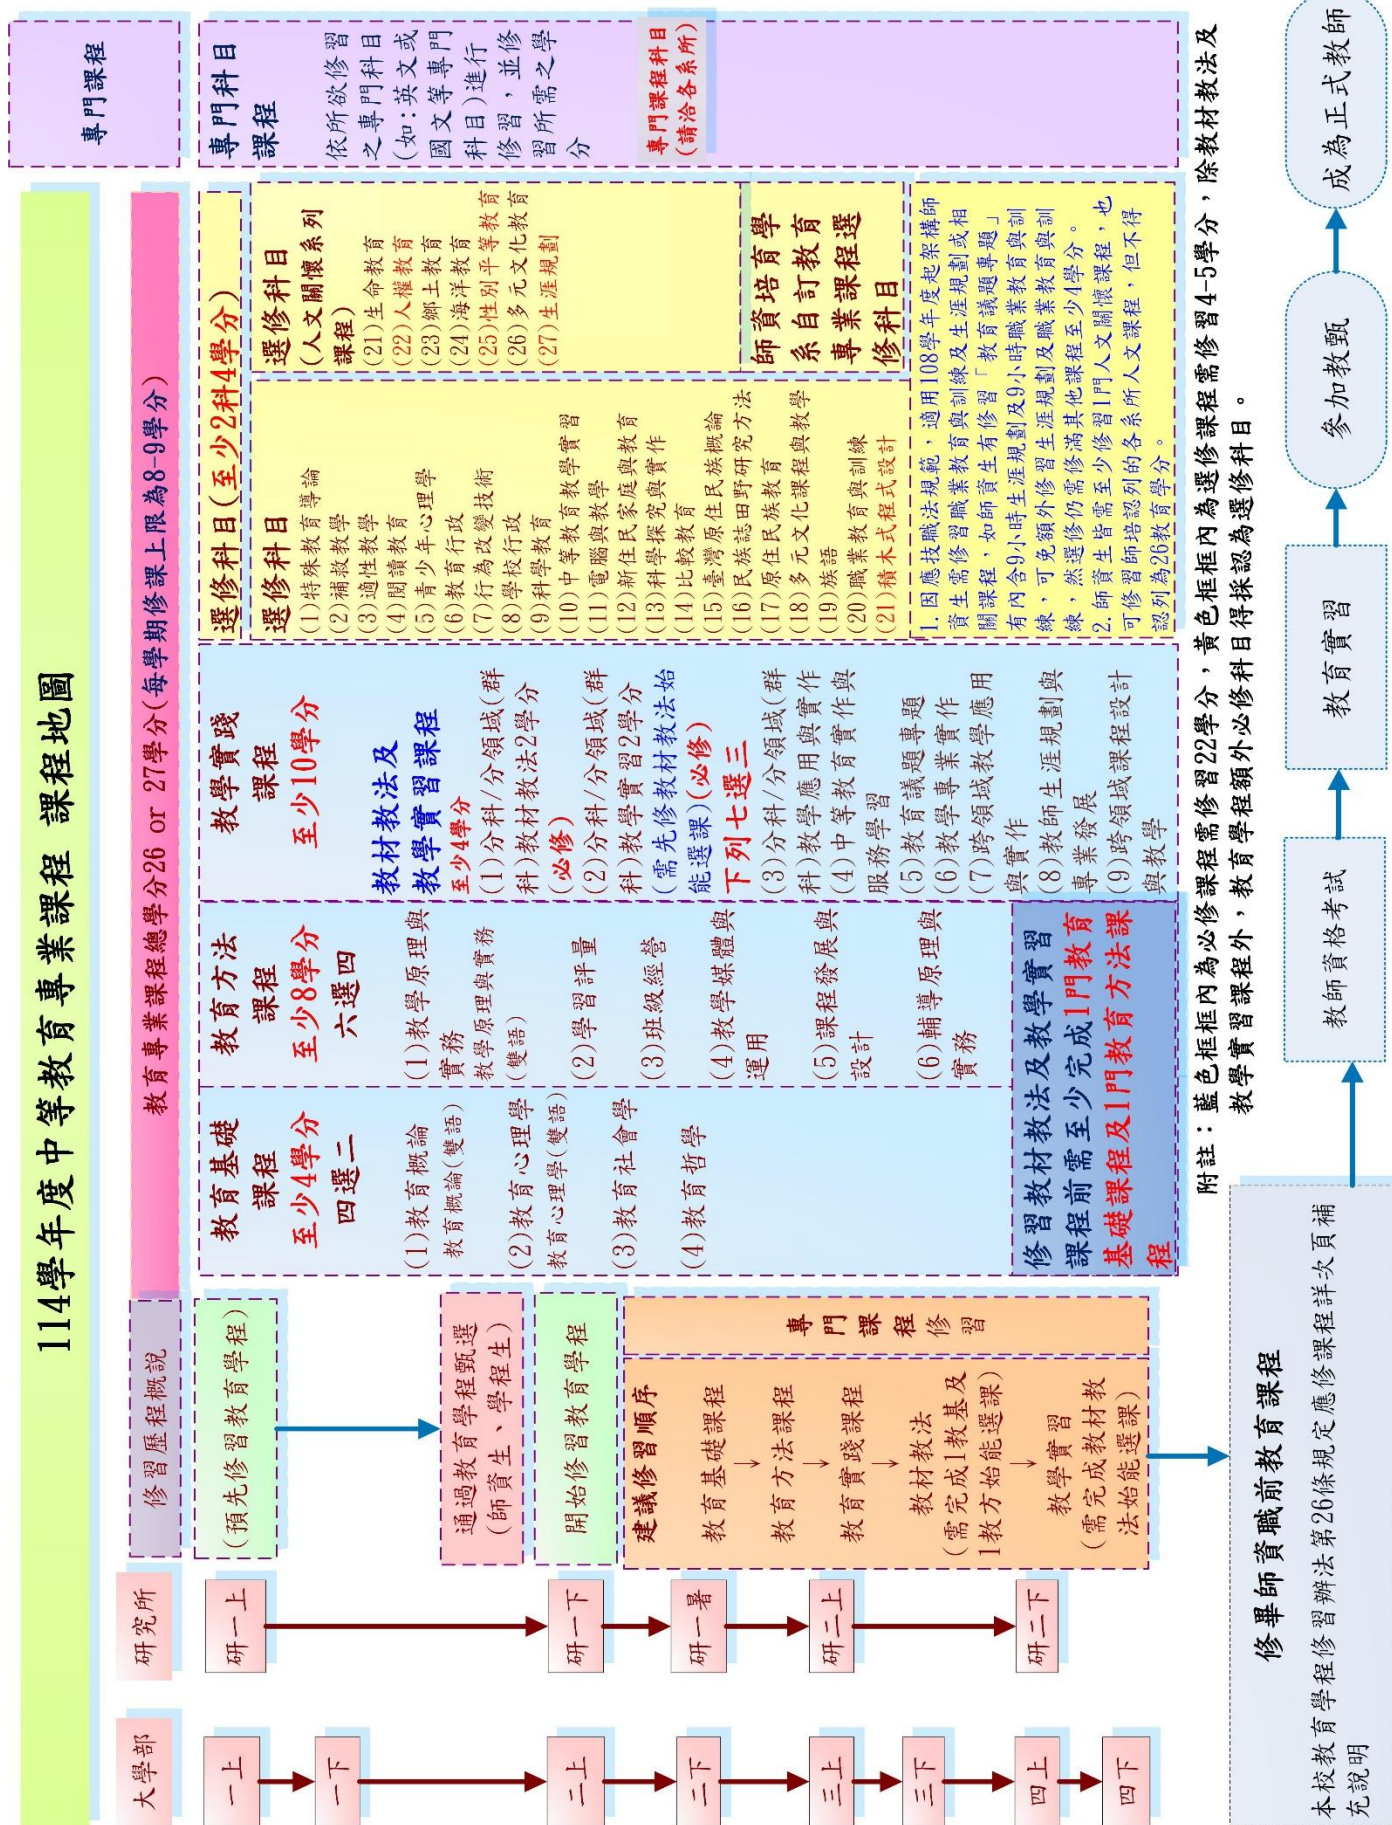 114學年度中等教育專業課程 課程地圖
大學部
一上
一下
二上
二下
三上
三下
四上
四下
研究所
研一上
研一下
研一暑
研二上
研二下
修習歷程概說
(預先修習教育學程)
通過教育學程甄選
(師資生、學程生)
開始修習教育學程
建議修習順序
教育基礎課程
↓
教育方法課程
↓
教育實踐課程
↓
教材教法
(需完成1教基及
1教方始能選課)
↓
教學實習
(需完成教材教
法始能選課)
專門課程修習
教育專業課程總學分26 or 27學分(每學期修課上限為8-9學分)
教育基礎
課程
至少4學分
四選二
(1)教育概論
教育概論(雙語)
(2)教育心理學
教育心理學(雙語)
(3)教育社會學
(4)教育哲學
教育方法
課程
至少8學分
六選四
(1)教學原理與
實務
教學原理與實務
(雙語)
(2)學習評量
(3)班級經營
(4)教學媒體與
運用
(5)課程發展與
設計
(6)輔導原理與
實務
修習教材教法及教學實習
課程前需至少完成1門教育
基礎課程及1門教育方法課
程
教學實踐
課程
至少10學分
教材教法及
教學實習課程
至少4學分
(1)分科/分領域(群
科)教材教法2學分
(必修)
(2)分科/分領域(群
科)教學實習2學分
(需先修教材教法始
能選課)(必修)
下列七選三
(3)分科/分領域(群
科)教學應用與實作
(4)中等教育實作與
服務學習
(5)教育議題專題
(6)教學專業實作
(7)跨領域教學應用
與實作
(8)教師生涯規劃與
專業發展
(9)跨領域課程設計
與教學
選修科目(至少2科4學分)
選修科目
(1)特殊教育導論
(2)補救教學
(3)適性教學
(4)閱讀教育
(5)青少年心理學
(6)教育行政
(7)行為改變技術
(8)學校行政
(9)科學教育
(10)中等教育教學實習
(11)電腦與教學
(12)新住民家庭與教育
(13)科學探究與實作
(14)比較教育
(15)臺灣原住民族概論
(16)民族誌田野研究方法
(17)原住民族教育
(18)多元文化課程與教學
(19)族語
(20)職業教育與訓練
(21)積木式程式設計
選修科目
(人文關懷系列
課程)
(21)生命教育
(22)人權教育
(23)鄉土教育
(24)海洋教育
(25)性別平等教育
(26)多元文化教育
(27)生涯規劃
師資培育學
系自訂教育
專業課程選
修科目
1.因應技職法規範，適用108學年度起架構師
資生需修習職業教育與訓練及生涯規劃或相
關課程，如師資生有修習「教育議題專題」
有內含9小時生涯規劃及9小時職業教育與訓
練，可免額外修習生涯規劃及職業教育與訓
練，然選修仍需修滿其他課程至少4學分。
2.師資生皆需至少修習1門人文關懷課程，也
可修習師培認列的各系所人文課程，但不得
認列為26教育學分。
專門課程
專門科目
課程
依所欲修習
之專門科目
(如:英文或
國文等專門
科目)進行
修習，並修
習所需之學
分
專門課程科目
(請洽各系所)
附註：藍色框框內為必修課程需修習22學分，黃色框框內為選修課程需修習4-5學分，除教材教法及
教學實習課程外，教育學程額外必修科目得採認為選修科目。
修畢師資職前教育課程
本校教育學程修習辦法第26條規定應修課程詳次頁補
充說明
教師資格考試
教育實習
參加教甄
成為正式教師